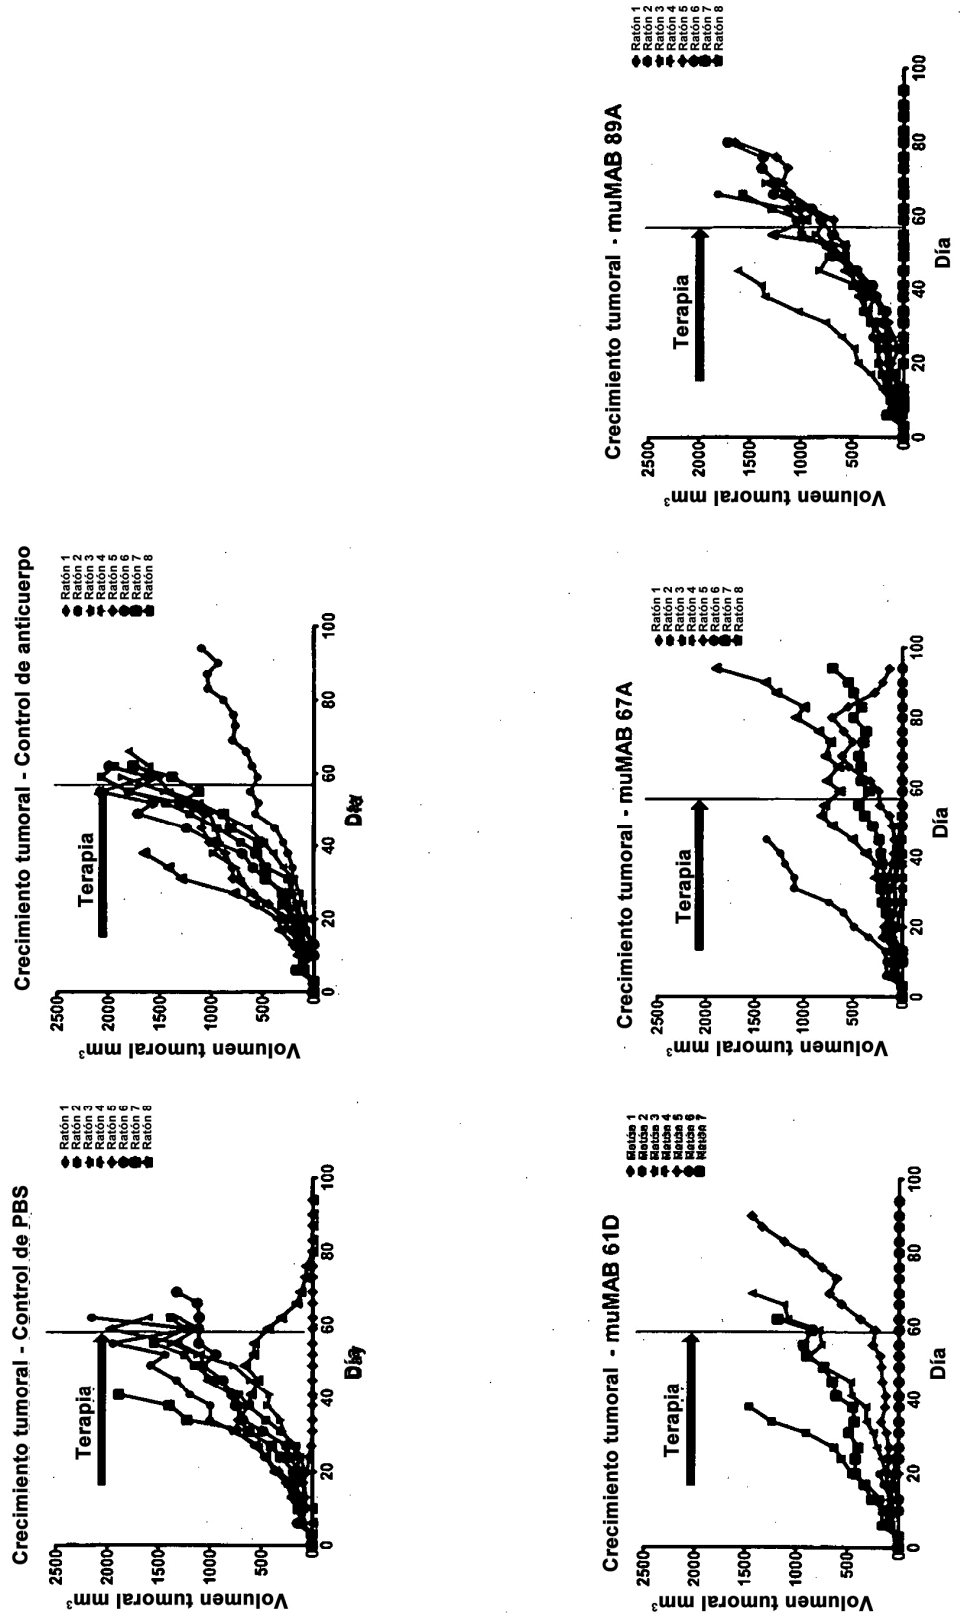 Crecimiento tumoral - Control de PBS
Ratón 1
Ratón 2
Ratón 3
Ratón 4
Ratón 5
Ratón 6
Ratón 7
Ratón 8
Terapia
Volumen tumoral mm³
2500
2000
1500
1000
500
0
0 20 40 60 80 100
Día
Crecimiento tumoral - Control de anticuerpo
Ratón 1
Ratón 2
Ratón 3
Ratón 4
Ratón 5
Ratón 6
Ratón 7
Ratón 8
Terapia
Volumen tumoral mm³
2500
2000
1500
1000
500
0
0 20 40 60 80 100
Crecimiento tumoral - muMAB 61D
Terapia
Volumen tumoral mm³
2500
2000
1500
1000
500
0
0 20 40 60 80 100
Día
Crecimiento tumoral - muMAB 67A
Ratón 1
Ratón 2
Ratón 3
Ratón 4
Ratón 5
Ratón 6
Ratón 7
Ratón 8
Terapia
Volumen tumoral mm³
2500
2000
1500
1000
500
0
0 20 40 60 80 100
Día
Crecimiento tumoral - muMAB 89A
Ratón 1
Ratón 2
Ratón 3
Ratón 4
Ratón 5
Ratón 6
Ratón 7
Ratón 8
Terapia
Volumen tumoral mm³
2500
2000
1500
1000
500
0
0 20 40 60 80 100
Día